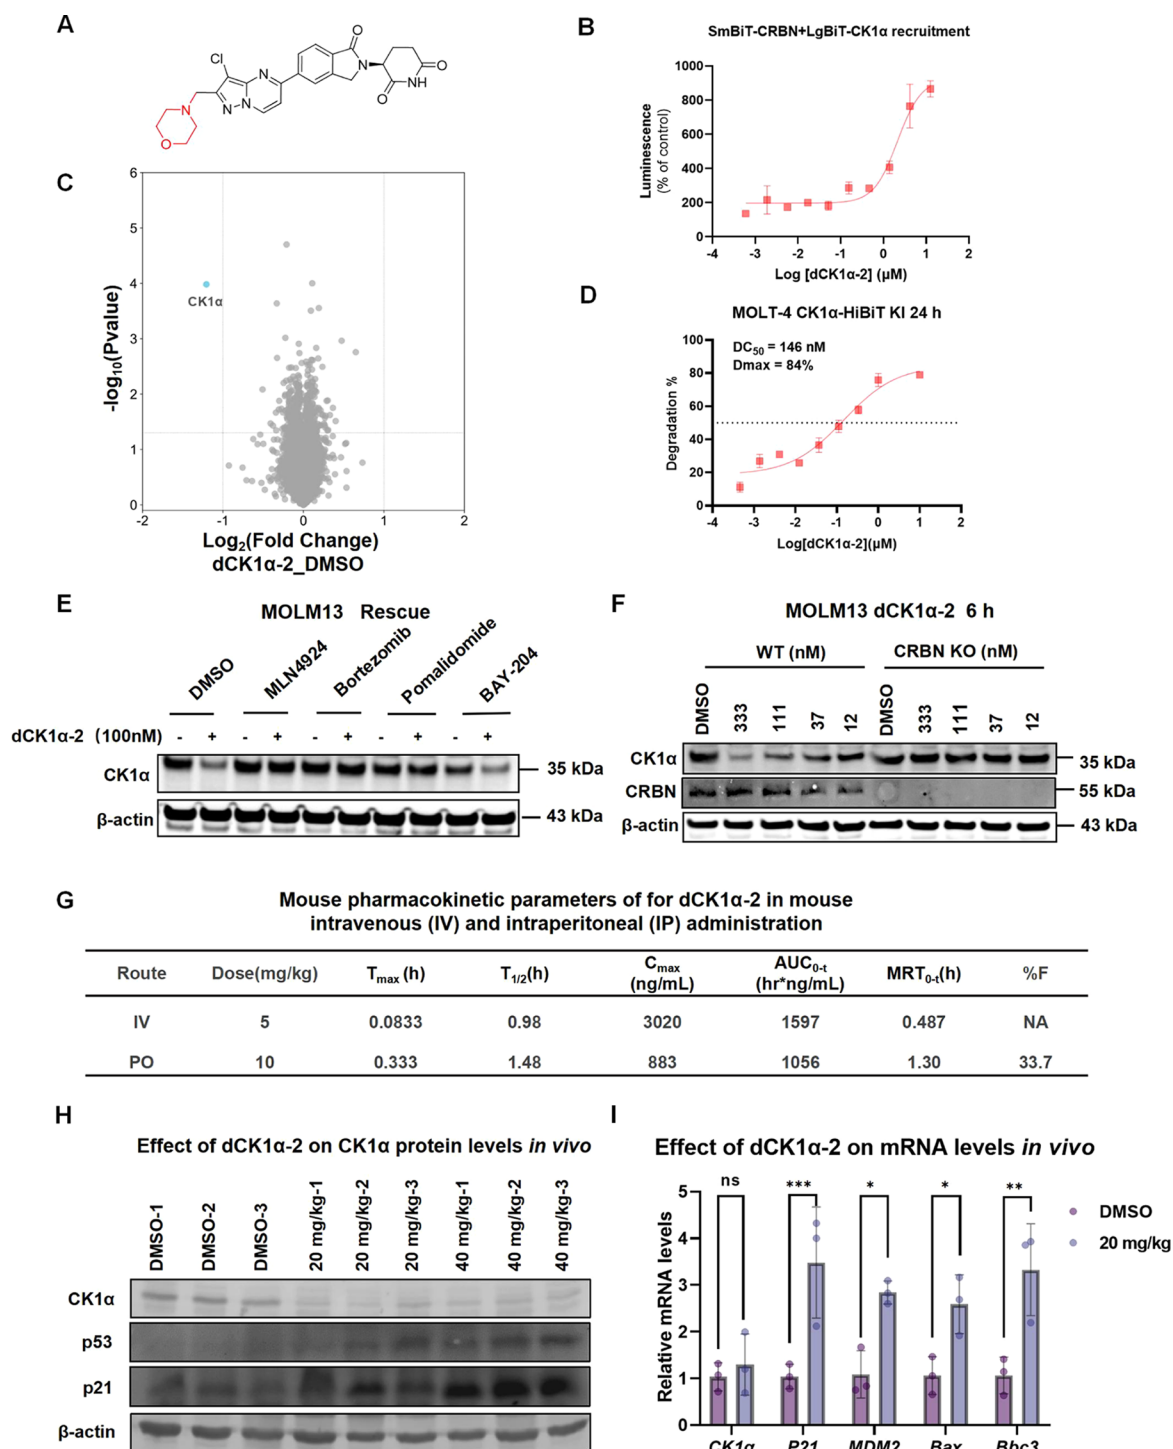 A
Cl
N
N
N
N
O
O
N
O
O
NH
B
SmBiT-CRBN+LgBiT-CK1α recruitment
Luminescence
(% of control)
1000
800
600
400
200
0
-4 -3 -2 -1 0 1 2
Log [dCK1α-2] (μM)
C
-log10(Pvalue)
6
5
4
3
2
1
0
CK1α
-2 -1 0 1 2
Log2(Fold Change)
dCK1α-2_DMSO
D
MOLT-4 CK1α-HiBiT KI 24 h
DC50 = 146 nM
Dmax = 84%
Degradation %
100
80
60
40
20
0
-4 -3 -2 -1 0 1 2
Log[dCK1α-2](μM)
E
MOLM13 Rescue
DMSO MLN4924 Bortezomib Pomalidomide BAY-204
dCK1α-2 (100nM) - + - + - + - + - +
CK1α 35 kDa
β-actin 43 kDa
F
MOLM13 dCK1α-2 6 h
WT (nM) CRBN KO (nM)
DMSO 333 111 37 12 DMSO 333 111 37 12
CK1α 35 kDa
CRBN 55 kDa
β-actin 43 kDa
G
Mouse pharmacokinetic parameters of for dCK1α-2 in mouse
intravenous (IV) and intraperitoneal (IP) administration
Route Dose(mg/kg) Tmax (h) T1/2(h) Cmax (ng/mL) AUC0-t (hr*ng/mL) MRT0-t(h) %F
IV 5 0.0833 0.98 3020 1597 0.487 NA
PO 10 0.333 1.48 883 1056 1.30 33.7
H
Effect of dCK1α-2 on CK1α protein levels in vivo
DMSO-1 DMSO-2 DMSO-3 20 mg/kg-1 20 mg/kg-2 20 mg/kg-3 40 mg/kg-1 40 mg/kg-2 40 mg/kg-3
CK1α
p53
p21
β-actin
I
Effect of dCK1α-2 on mRNA levels in vivo
Relative mRNA levels
5
4
3
2
1
0
ns *** * * **
DMSO
20 mg/kg
CK1α P21 MDM2 Bax Bbc3